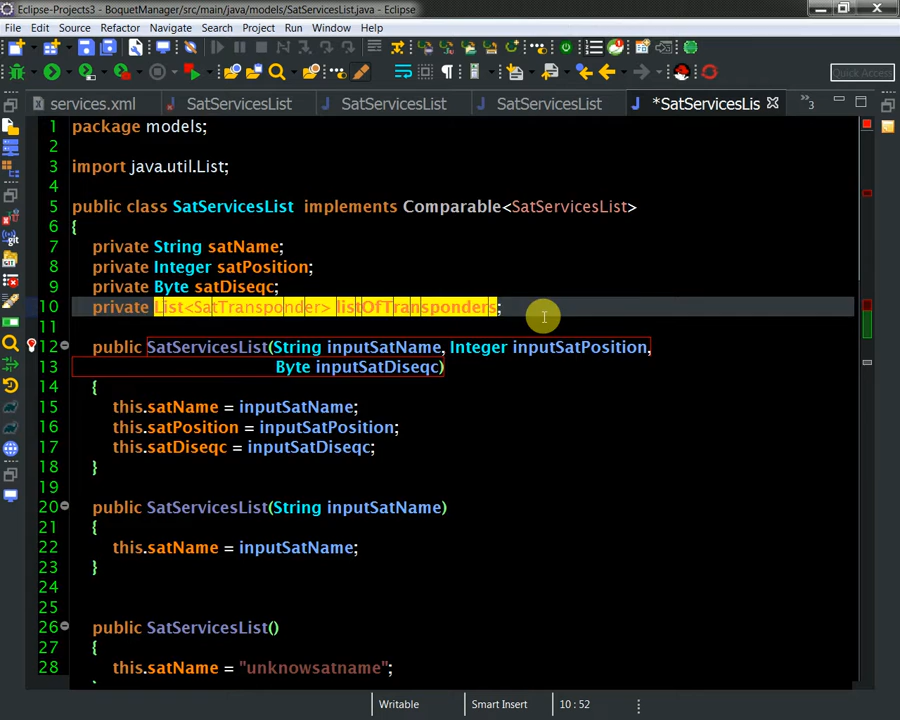 Eclipse-Projects3 - BoquetManager/src/main/java/models/SatServicesList.java - Eclipse
File Edit Source Refactor Navigate Search Project Run Window Help
Quick Access
services.xml SatServicesList SatServicesList SatServicesList *SatServicesLis »3
1 package models;
2
3 import java.util.List;
4
5 public class SatServicesList implements Comparable<SatServicesList>
6 {
7 private String satName;
8 private Integer satPosition;
9 private Byte satDiseqc;
10 private List<SatTransponder> listOfTransponders;
11
12 public SatServicesList(String inputSatName, Integer inputSatPosition,
13 Byte inputSatDiseqc)
14 {
15 this.satName = inputSatName;
16 this.satPosition = inputSatPosition;
17 this.satDiseqc = inputSatDiseqc;
18 }
19
20 public SatServicesList(String inputSatName)
21 {
22 this.satName = inputSatName;
23 }
24
25
26 public SatServicesList()
27 {
28 this.satName = "unknowsatname";
Writable Smart Insert 10 : 52